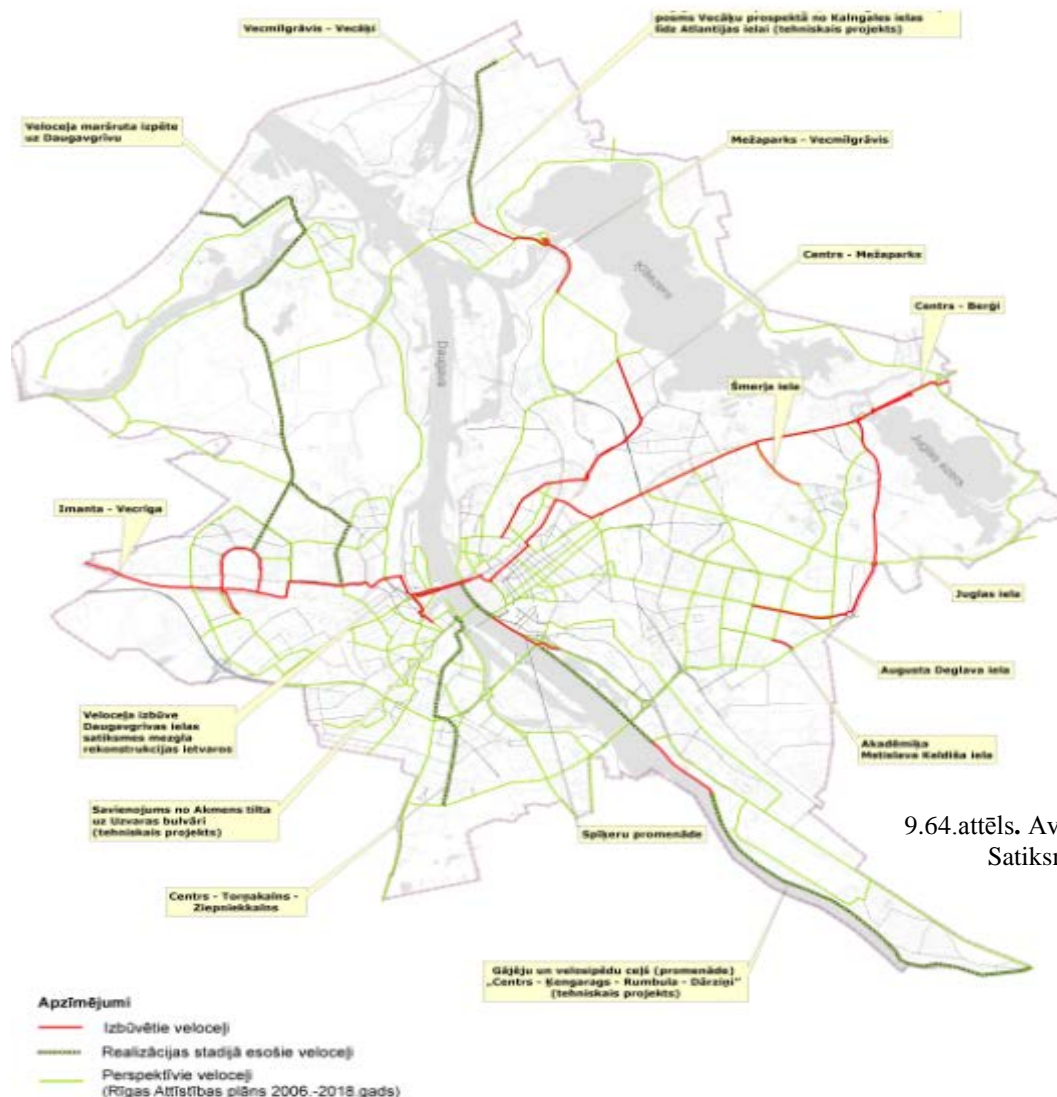 posms Vecāķu prospektā no Kalngales ielas
līdz Atlantijas ielai (tehniskais projekts)
Vecmīlgrāvis - Vecāķi
Veloceļa maršruta izpēte
uz Daugavgrīvu
Mežaparks - Vecmīlgrāvis
Centrs - Mežaparks
Ķīšezers
Centrs - Berģi
Daugava
Šmerļa iela
Juglas ezers
Imanta - Vecrīga
Juglas iela
Augusta Deglava iela
Veloceļa izbūve
Daugavgrīvas ielas
satiksmes mezgla
rekonstrukcijas ietvaros
Akadēmiķa
Mstislava Keldiša iela
Savienojums no Akmens tilta
uz Uzvaras bulvāri
(tehniskais projekts)
Spīķeru promenāde
9.64.attēls. Av
Satiksm
Centrs - Torņakalns -
Ziepniekkalns
Gājēju un velosipēdu ceļš (promenāde)
„Centrs - Ķengarags - Rumbula - Dārziņi"
(tehniskais projekts)
Apzīmējumi
Izbūvētie veloceļi
Realizācijas stadijā esošie veloceļi
Perspektīvie veloceļi
(Rīgas Attīstības plāns 2006.-2018.gads)